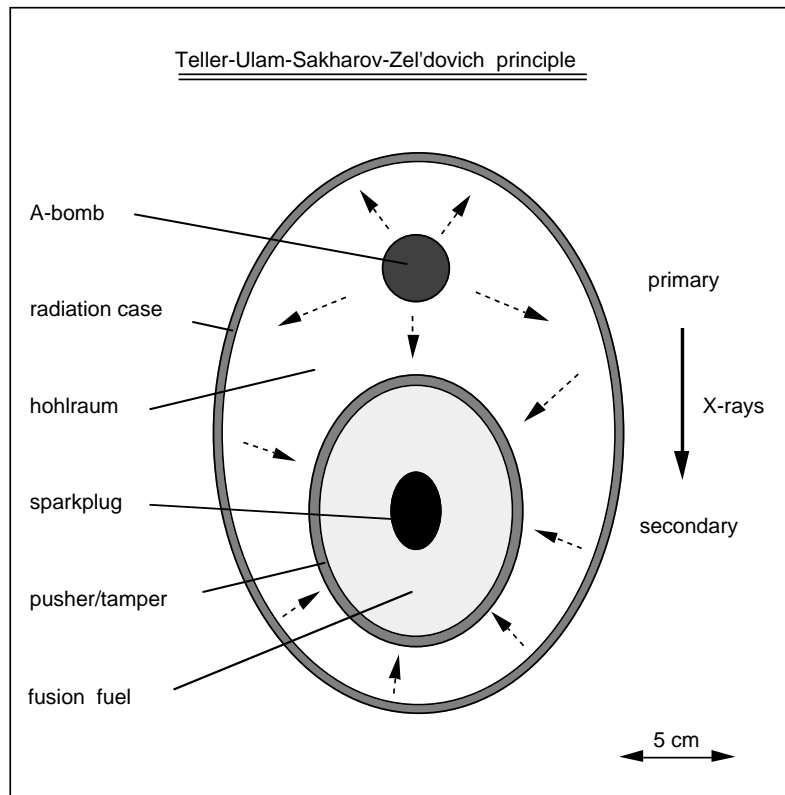 Teller-Ulam-Sakharov-Zel'dovich principle
A-bomb
radiation case
hohlraum
sparkplug
pusher/tamper
fusion fuel
primary
X-rays
secondary
5 cm